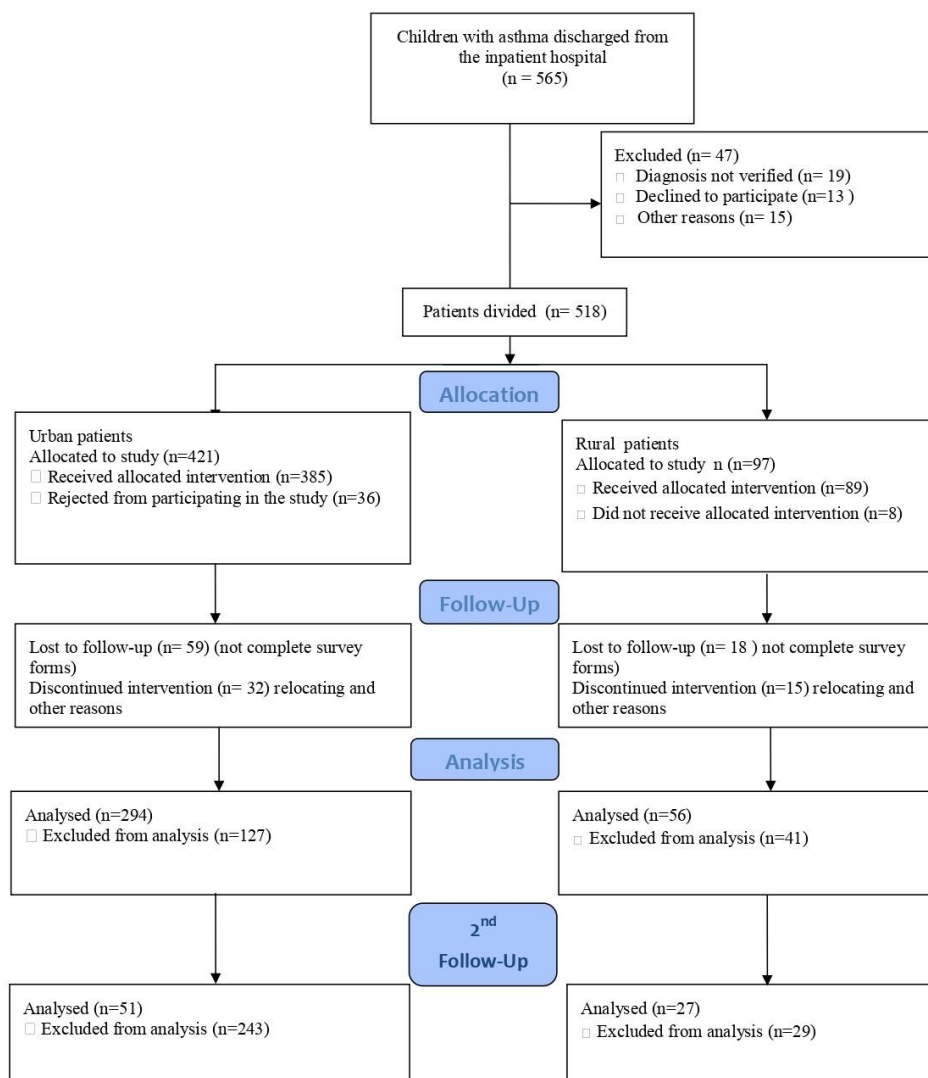 Children with asthma discharged from
the inpatient hospital
(n = 565)
Excluded (n= 47)
Diagnosis not verified (n= 19)
Declined to participate (n=13 )
Other reasons (n= 15)
Patients divided (n= 518)
Allocation
Urban patients
Allocated to study (n=421)
Received allocated intervention (n=385)
Rejected from participating in the study (n=36)
Rural patients
Allocated to study n (n=97)
Received allocated intervention (n=89)
Did not receive allocated intervention (n=8)
Follow-Up
Lost to follow-up (n= 59) (not complete survey
forms)
Discontinued intervention (n= 32) relocating and
other reasons
Lost to follow-up (n= 18 ) not complete survey
forms)
Discontinued intervention (n=15) relocating and
other reasons
Analysis
Analysed (n=294)
Excluded from analysis (n=127)
Analysed (n=56)
Excluded from analysis (n=41)
2nd
Follow-Up
Analysed (n=51)
Excluded from analysis (n=243)
Analysed (n=27)
Excluded from analysis (n=29)